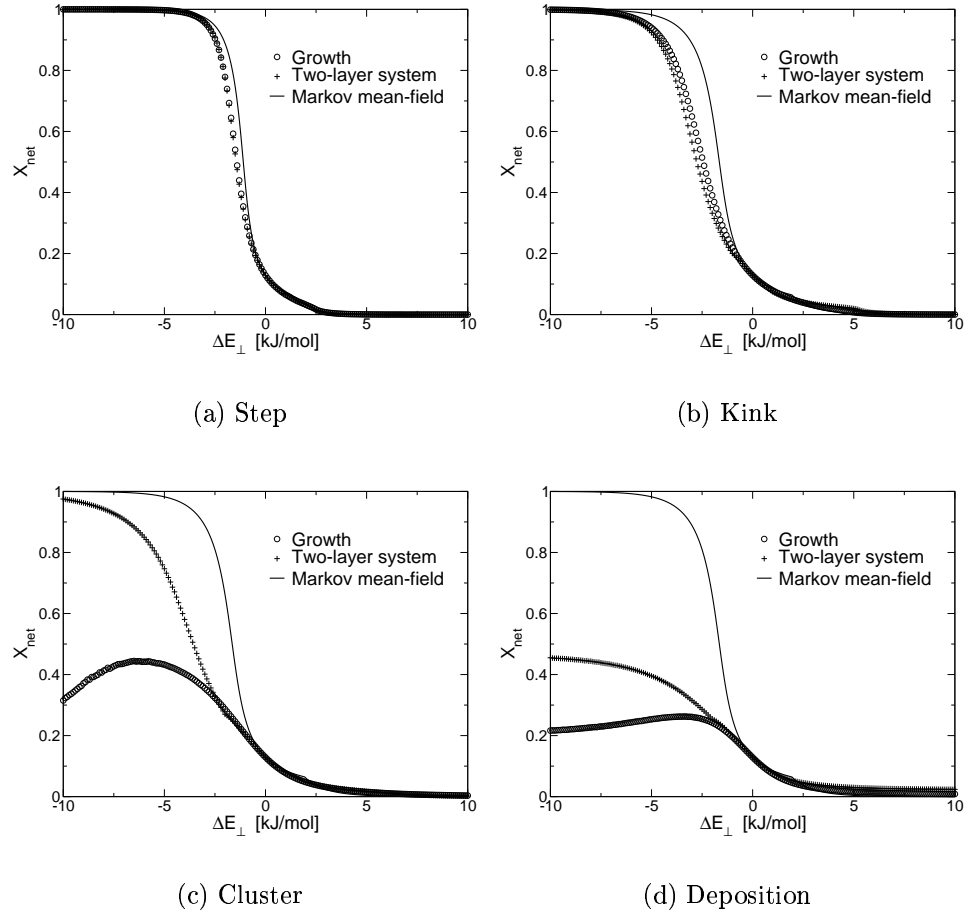 1
0.8
0.6
0.4
0.2
0
X_net
Growth
Two-layer system
Markov mean-field
-10
-5
0
5
10
ΔE_⊥ [kJ/mol]
(a) Step
1
0.8
0.6
0.4
0.2
0
X_net
Growth
Two-layer system
Markov mean-field
-10
-5
0
5
10
ΔE_⊥ [kJ/mol]
(b) Kink
1
0.8
0.6
0.4
0.2
0
X_net
Growth
Two-layer system
Markov mean-field
-10
-5
0
5
10
ΔE_⊥ [kJ/mol]
(c) Cluster
1
0.8
0.6
0.4
0.2
0
X_net
Growth
Two-layer system
Markov mean-field
-10
-5
0
5
10
ΔE_⊥ [kJ/mol]
(d) Deposition